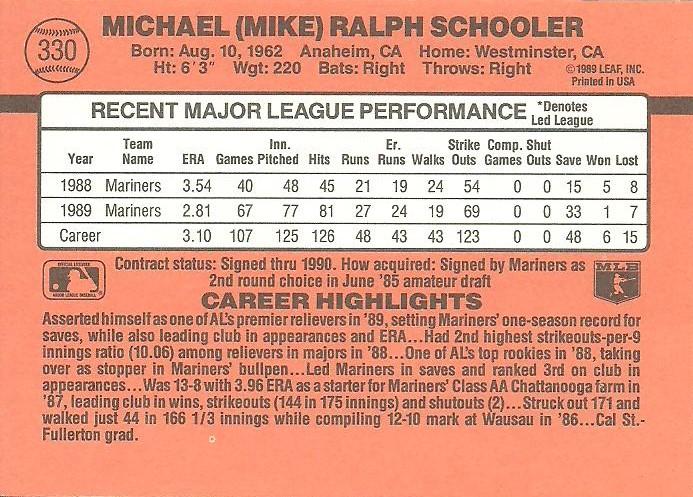 330
MICHAEL (MIKE) RALPH SCHOOLER
Born: Aug. 10, 1962 Anaheim, CA Home: Westminster, CA
Ht: 6'3" Wgt: 220 Bats: Right Throws: Right
©1989 LEAF, INC.
Printed in USA
RECENT MAJOR LEAGUE PERFORMANCE *Denotes Led League
Year Team Name ERA Games Inn. Pitched Hits Runs Er. Runs Walks Strike Outs Comp. Games Shut Outs Save Won Lost
1988 Mariners 3.54 40 48 45 21 19 24 54 0 0 15 5 8
1989 Mariners 2.81 67 77 81 27 24 19 69 0 0 33 1 7
Career 3.10 107 125 126 48 43 43 123 0 0 48 6 15
OFFICIAL LICENSEE
MAJOR LEAGUE BASEBALL
Contract status: Signed thru 1990. How acquired: Signed by Mariners as
2nd round choice in June '85 amateur draft
MLB
CAREER HIGHLIGHTS
Asserted himself as one of AL's premier relievers in '89, setting Mariners' one-season record for
saves, while also leading club in appearances and ERA...Had 2nd highest strikeouts-per-9
innings ratio (10.06) among relievers in majors in '88...One of AL's top rookies in '88, taking
over as stopper in Mariners' bullpen...Led Mariners in saves and ranked 3rd on club in
appearances...Was 13-8 with 3.96 ERA as a starter for Mariners' Class AA Chattanooga farm in
'87, leading club in wins, strikeouts (144 in 175 innings) and shutouts (2)...Struck out 171 and
walked just 44 in 166 1/3 innings while compiling 12-10 mark at Wausau in '86...Cal St.-
Fullerton grad.